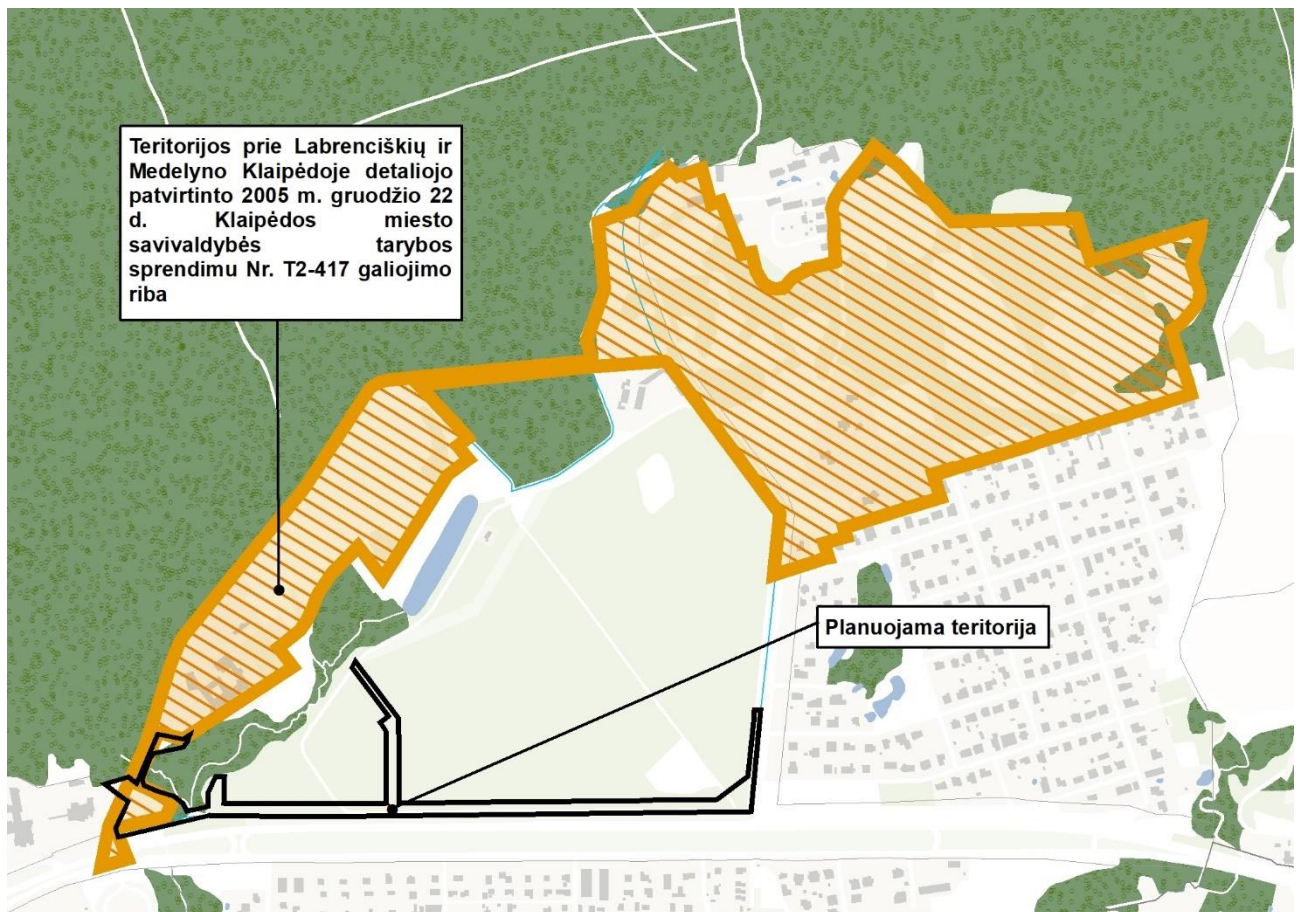 Teritorijos prie Labrenciškių ir
Medelyno Klaipėdoje detaliojo
patvirtinto 2005 m. gruodžio 22
d. Klaipėdos miesto
savivaldybės tarybos
sprendimu Nr. T2-417 galiojimo
riba
Planuojama teritorija